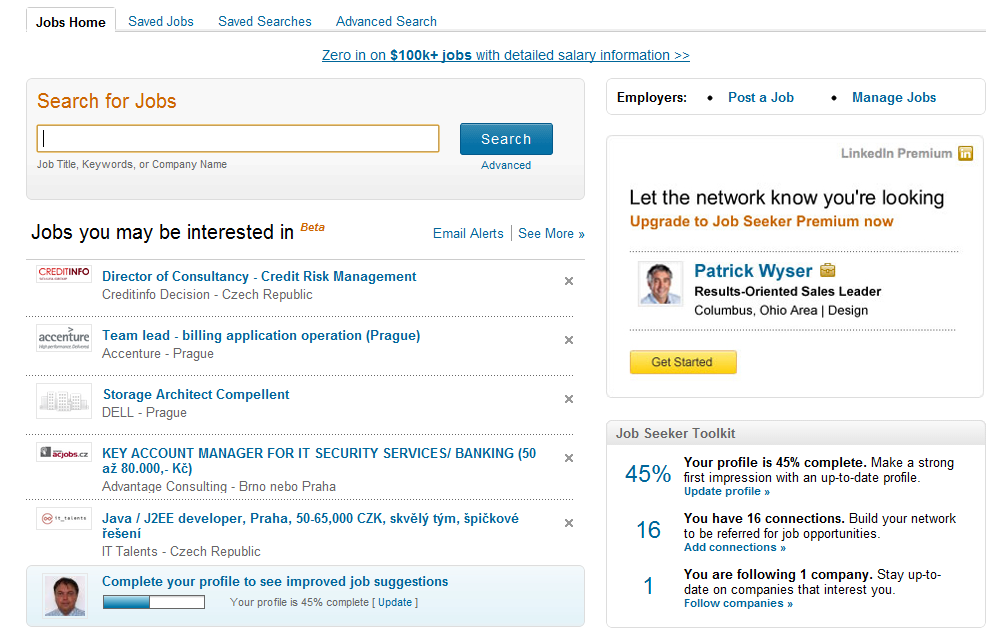 Jobs Home Saved Jobs Saved Searches Advanced Search
Zero in on $100k+ jobs with detailed salary information >>
Search for Jobs
Search
Job Title, Keywords, or Company Name
Advanced
Jobs you may be interested in Beta
Email Alerts | See More »
CREDITINFO
Director of Consultancy - Credit Risk Management
Creditinfo Decision - Czech Republic
accenture
High performance. Delivered.
Team lead - billing application operation (Prague)
Accenture - Prague
Storage Architect Compellent
DELL - Prague
acjobs.cz
KEY ACCOUNT MANAGER FOR IT SECURITY SERVICES/ BANKING (50
až 80.000,- Kč)
Advantage Consulting - Brno nebo Praha
it_talents
Java / J2EE developer, Praha, 50-65,000 CZK, skvělý tým, špičkové
řešení
IT Talents - Czech Republic
Complete your profile to see improved job suggestions
Your profile is 45% complete [ Update ]
Employers: • Post a Job • Manage Jobs
LinkedIn Premium in
Let the network know you're looking
Upgrade to Job Seeker Premium now
Patrick Wyser
Results-Oriented Sales Leader
Columbus, Ohio Area | Design
Get Started
Job Seeker Toolkit
45%
Your profile is 45% complete. Make a strong
first impression with an up-to-date profile.
Update profile »
16
You have 16 connections. Build your network
to be referred for job opportunities.
Add connections »
1
You are following 1 company. Stay up-to-
date on companies that interest you.
Follow companies »